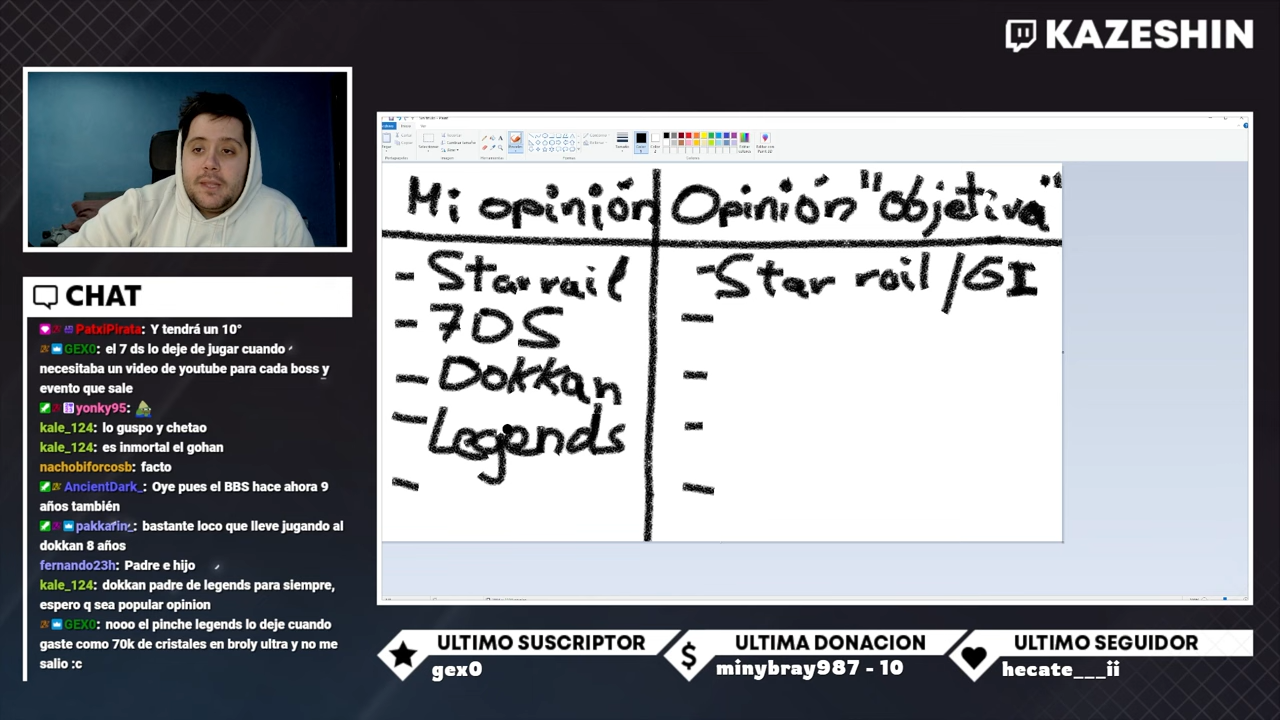 KAZESHIN
CHAT
PatxiPirata: Y tendrá un 10°
GEX0: el 7 ds lo deje de jugar cuando
necesitaba un video de youtube para cada boss y
evento que sale
yonky95:
kale_124: lo guspo y chetao
kale_124: es inmortal el gohan
nachobiforcosb: facto
AncientDark_: Oye pues el BBS hace ahora 9
años también
pakkarin_: bastante loco que lleve jugando al
dokkan 8 años
fernando23h: Padre e hijo
kale_124: dokkan padre de legends para siempre,
espero q sea popular opinion
GEX0: nooo el pinche legends lo deje cuando
gaste como 70k de cristales en broly ultra y no me
salio :c
Mi opinión
- Starrail
- 7DS
- Dokkan
- Legends
-
Opinión "objetiva"
- Star rail/GI
-
-
-
-
ULTIMO SUSCRIPTOR
gex0
ULTIMA DONACION
minybray987 - 10
ULTIMO SEGUIDOR
hecate___ii